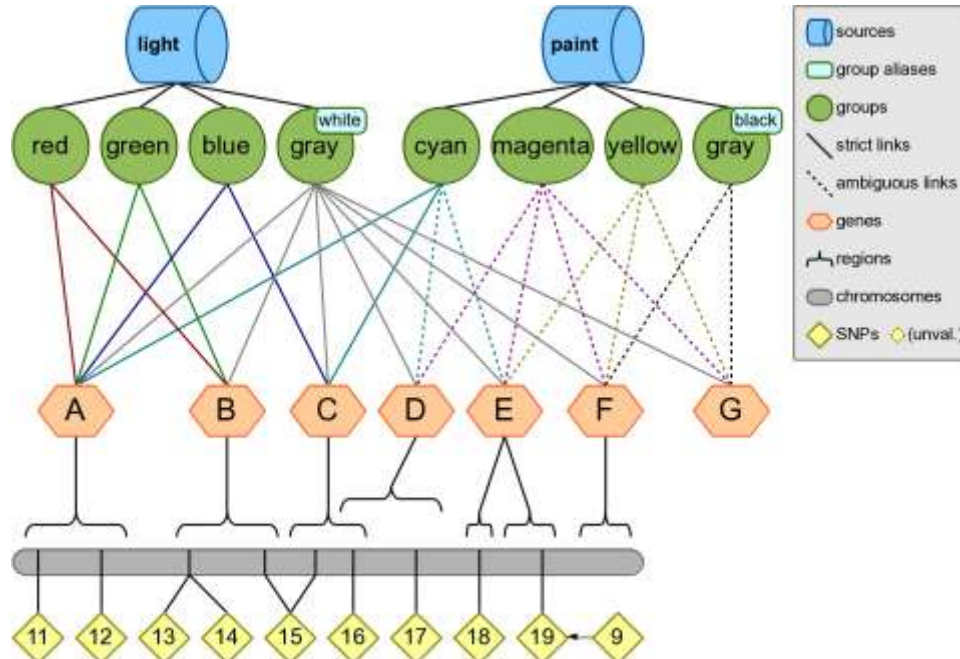 light paint
white black
red green blue gray cyan magenta yellow gray
A B C D E F G
11 12 13 14 15 16 17 18 19 9
sources
group aliases
groups
strict links
ambiguous links
genes
regions
chromosomes
SNPs (unval.)